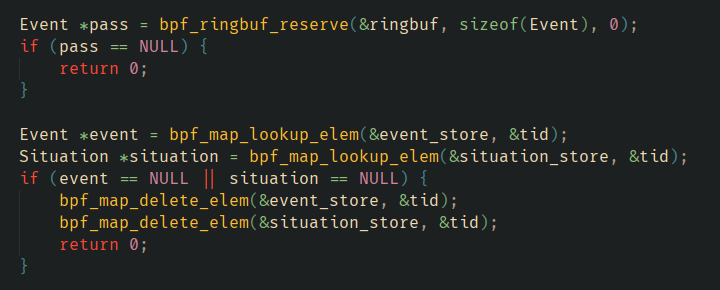 Event *pass = bpf_ringbuf_reserve(&ringbuf, sizeof(Event), 0);
if (pass == NULL) {
    return 0;
}

Event *event = bpf_map_lookup_elem(&event_store, &tid);
Situation *situation = bpf_map_lookup_elem(&situation_store, &tid);
if (event == NULL || situation == NULL) {
    bpf_map_delete_elem(&event_store, &tid);
    bpf_map_delete_elem(&situation_store, &tid);
    return 0;
}